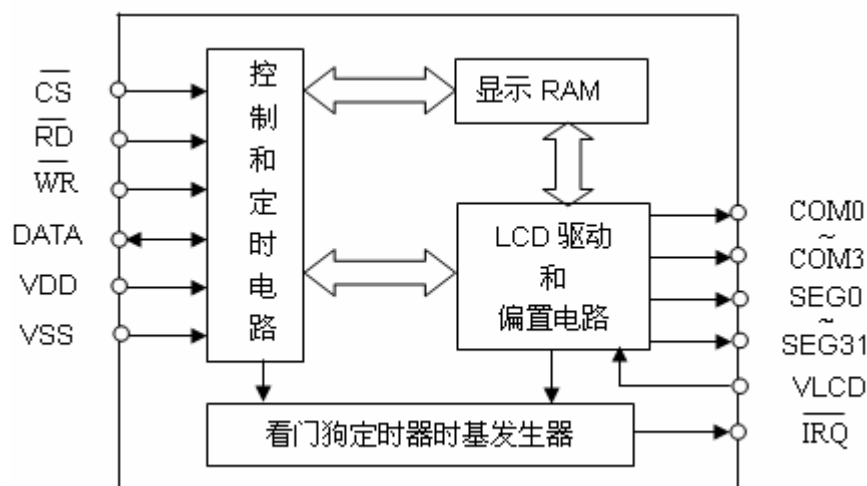 CS
RD
WR
DATA
VDD
VSS
控制和定时电路
显示 RAM
LCD 驱动
和
偏置电路
看门狗定时器时基发生器
COM0
~
COM3
SEG0
~
SEG31
VLCD
IRQ